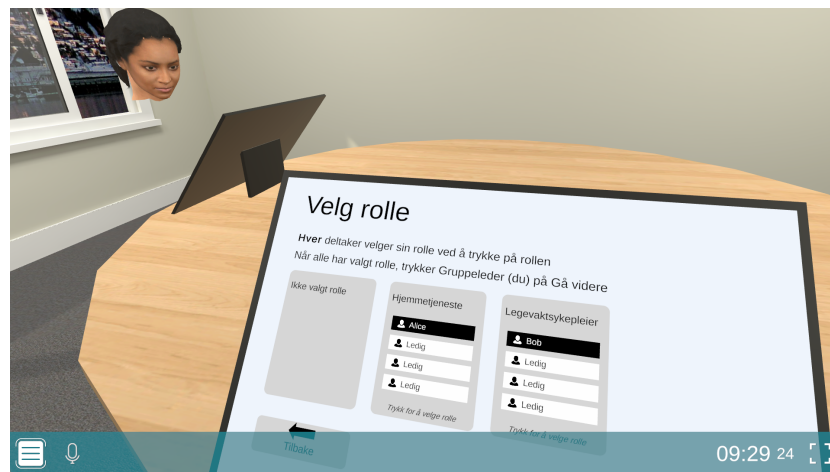 Velg rolle
Hver deltaker velger sin rolle ved å trykke på rollen
Når alle har valgt rolle, trykker Gruppeleder (du) på Gå videre
Ikke valgt rolle
Hjemmetjeneste
Alice
Ledig
Ledig
Ledig
Trykk for å velge rolle
Legevaktsykepleier
Bob
Ledig
Ledig
Ledig
Trykk for å velge rolle
Tilbake
09:29 24